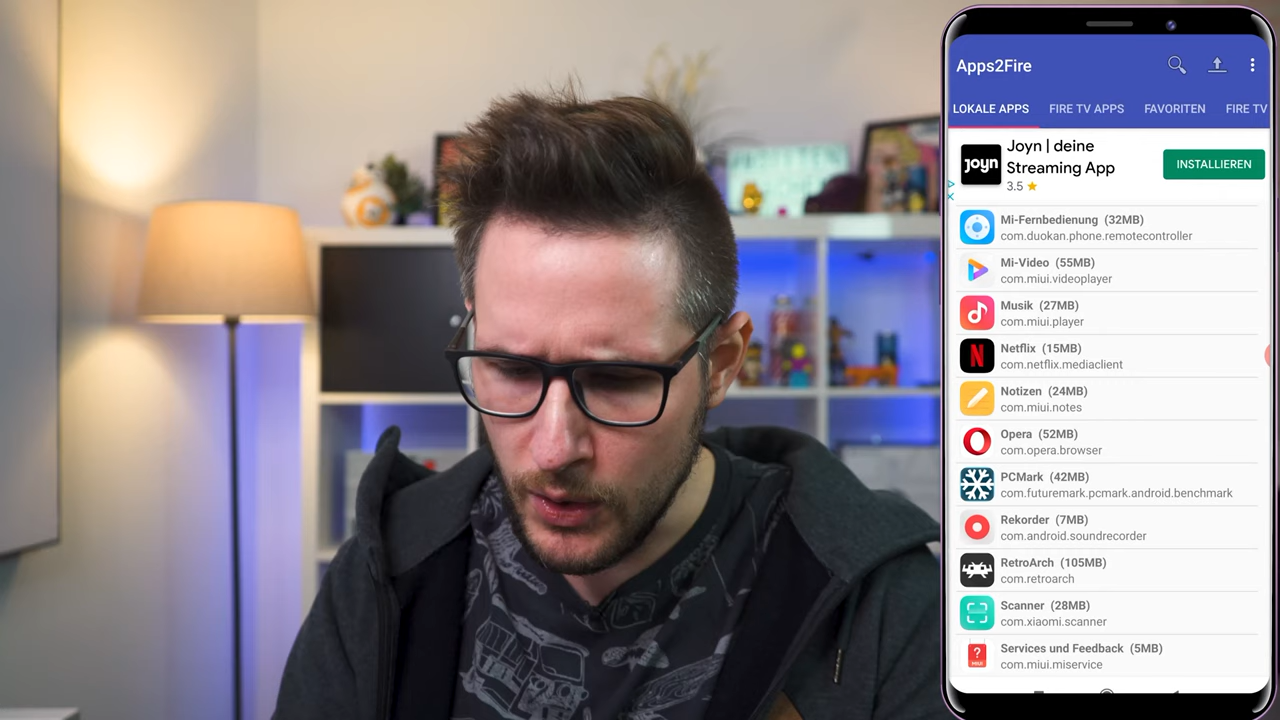 Apps2Fire
LOKALE APPS FIRE TV APPS FAVORITEN FIRE TV
joyn
Joyn | deine
Streaming App
3.5
INSTALLIEREN
Mi-Fernbedienung (32MB)
com.duokan.phone.remotecontroller
Mi-Video (55MB)
com.miui.videoplayer
Musik (27MB)
com.miui.player
Netflix (15MB)
com.netflix.mediaclient
Notizen (24MB)
com.miui.notes
Opera (52MB)
com.opera.browser
PCMark (42MB)
com.futuremark.pcmark.android.benchmark
Rekorder (7MB)
com.android.soundrecorder
RetroArch (105MB)
com.retroarch
Scanner (28MB)
com.xiaomi.scanner
Services und Feedback (5MB)
com.miui.miservice